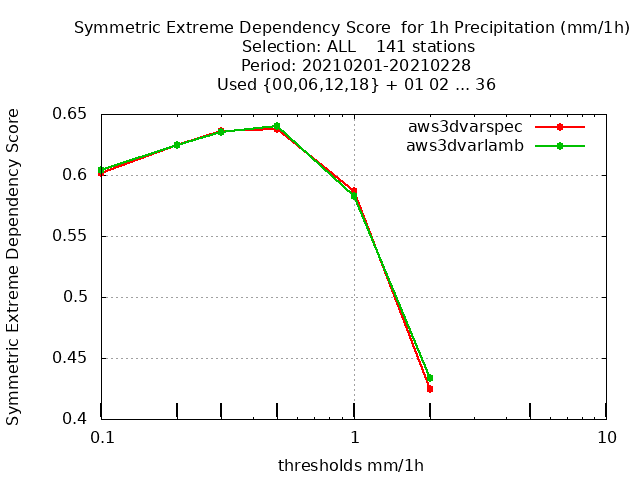 Symmetric Extreme Dependency Score  for 1h Precipitation (mm/1h)
Selection: ALL    141 stations
Period: 20210201-20210228
Used {00,06,12,18} + 01 02 ... 36
Symmetric Extreme Dependency Score
0.65
0.6
0.55
0.5
0.45
0.4
aws3dvarspec
aws3dvarlamb
0.1
1
10
thresholds mm/1h